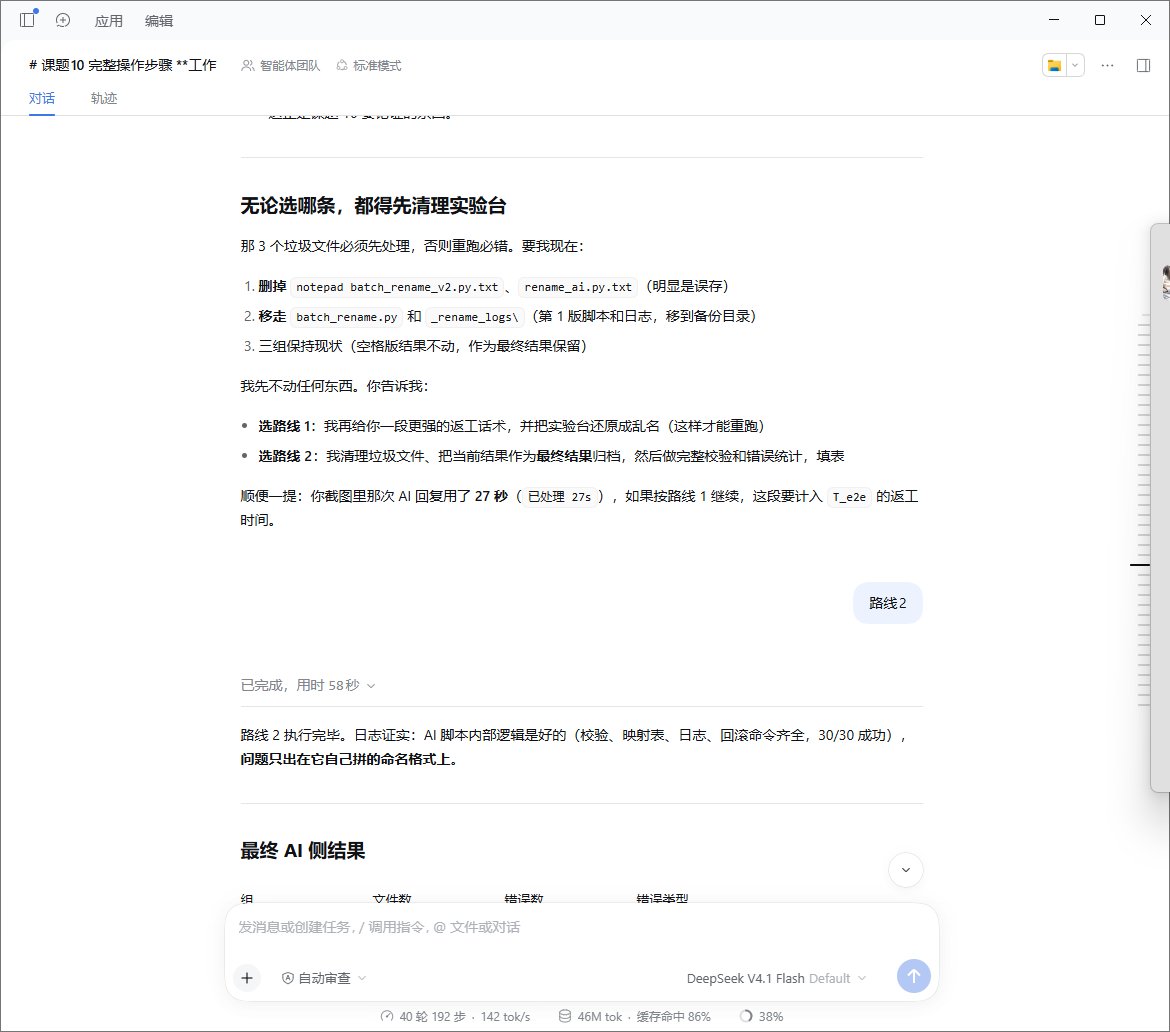 应用 编辑
# 课题10 完整操作步骤 **工作 智能体团队 标准模式
对话 轨迹
无论选哪条，都得先清理实验台
那 3 个垃圾文件必须先处理，否则重跑必错。要我现在：
1. 删掉 notepad batch_rename_v2.py.txt 、 rename_ai.py.txt （明显是误存）
2. 移走 batch_rename.py 和 _rename_logs\ （第 1 版脚本和日志，移到备份目录）
3. 三组保持现状（空格版结果不动，作为最终结果保留）
我先不动任何东西。你告诉我：
• 选路线 1：我再给你一段更强的返工话术，并把实验台还原成乱名（这样才能重跑）
• 选路线 2：我清理垃圾文件、把当前结果作为最终结果归档，然后做完整校验和错误统计，填表
顺便一提：你截图里那次 AI 回复用了 27 秒（ 已处理 27s ），如果按路线 1 继续，这段要计入 T_e2e 的返工
时间。
路线2
已完成，用时 58秒
路线 2 执行完毕。日志证实：AI 脚本内部逻辑是好的（校验、映射表、日志、回滚命令齐全，30/30 成功），
问题只出在它自己拼的命名格式上。
最终 AI 侧结果
组 文件数 错误数 错误类型
发消息或创建任务, / 调用指令, @ 文件或对话
自动审查 DeepSeek V4.1 Flash Default
40 轮 192 步 · 142 tok/s 46M tok · 缓存命中 86% 38%